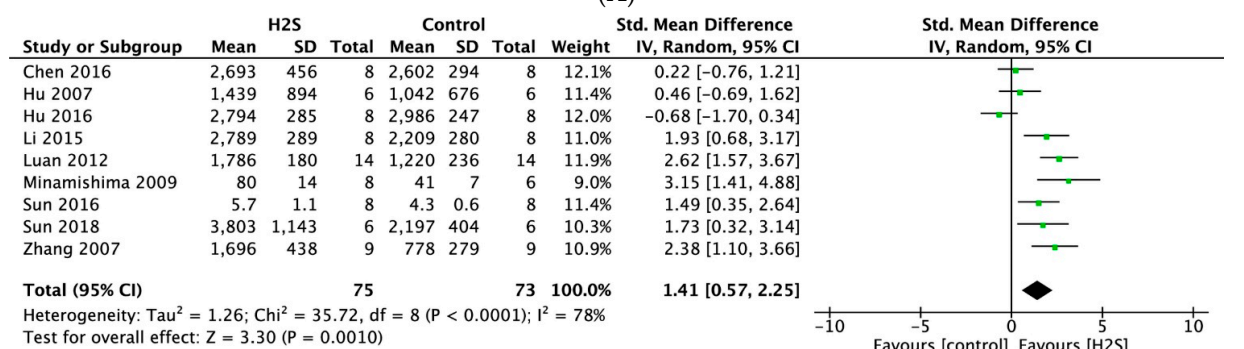 H2S Control Std. Mean Difference Std. Mean Difference
Study or Subgroup Mean SD Total Mean SD Total Weight IV, Random, 95% CI IV, Random, 95% CI
Chen 2016 2,693 456 8 2,602 294 8 12.1% 0.22 [−0.76, 1.21]
Hu 2007 1,439 894 6 1,042 676 6 11.4% 0.46 [−0.69, 1.62]
Hu 2016 2,794 285 8 2,986 247 8 12.0% −0.68 [−1.70, 0.34]
Li 2015 2,789 289 8 2,209 280 8 11.0% 1.93 [0.68, 3.17]
Luan 2012 1,786 180 14 1,220 236 14 11.9% 2.62 [1.57, 3.67]
Minamishima 2009 80 14 8 41 7 6 9.0% 3.15 [1.41, 4.88]
Sun 2016 5.7 1.1 8 4.3 0.6 8 11.4% 1.49 [0.35, 2.64]
Sun 2018 3,803 1,143 6 2,197 404 6 10.3% 1.73 [0.32, 3.14]
Zhang 2007 1,696 438 9 778 279 9 10.9% 2.38 [1.10, 3.66]
Total (95% CI) 75 73 100.0% 1.41 [0.57, 2.25]
Heterogeneity: Tau² = 1.26; Chi² = 35.72, df = 8 (P < 0.0001); I² = 78%
Test for overall effect: Z = 3.30 (P = 0.0010)
−10 −5 0 5 10
Favours [control] Favours [H2S]